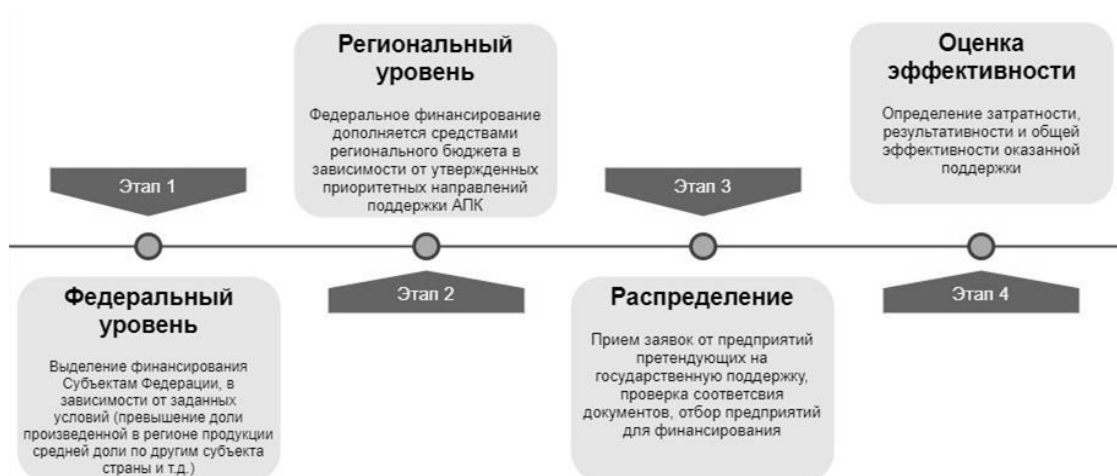 Этап 1
Федеральный
уровень
Выделение финансирования
Субъектам Федерации, в
зависимости от заданных
условий (превышение доли
произведенной в регионе продукции
средней доли по другим субъекта
страны и т.д.)
Региональный
уровень
Федеральное финансирование
дополняется средствами
регионального бюджета в
зависимости от утвержденных
приоритетных направлений
поддержки АПК
Этап 2
Этап 3
Распределение
Прием заявок от предприятий
претендующих на
государственную поддержку,
проверка соответсвия
документов, отбор предприятий
для финансирования
Оценка
эффективности
Определение затратности,
результативности и общей
эффективности оказанной
поддержки
Этап 4